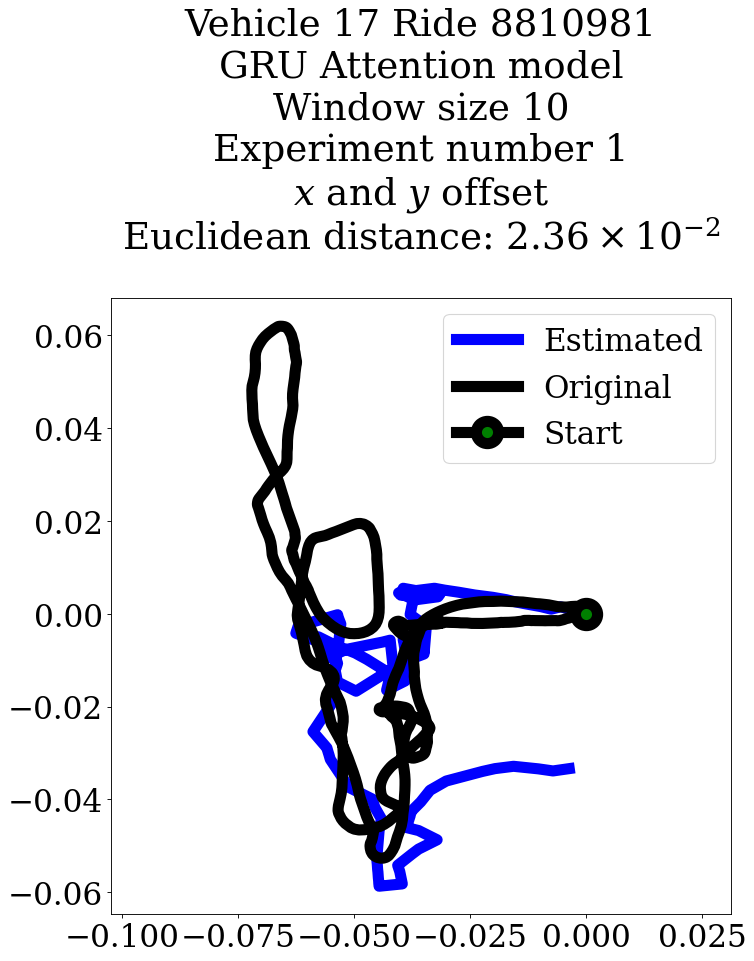 Vehicle 17 Ride 8810981
GRU Attention model
Window size 10
Experiment number 1
x and y offset
Euclidean distance: 2.36 × 10⁻²
Estimated
Original
Start
0.06
0.04
0.02
0.00
−0.02
−0.04
−0.06
−0.100 −0.075 −0.050 −0.025 0.000 0.025